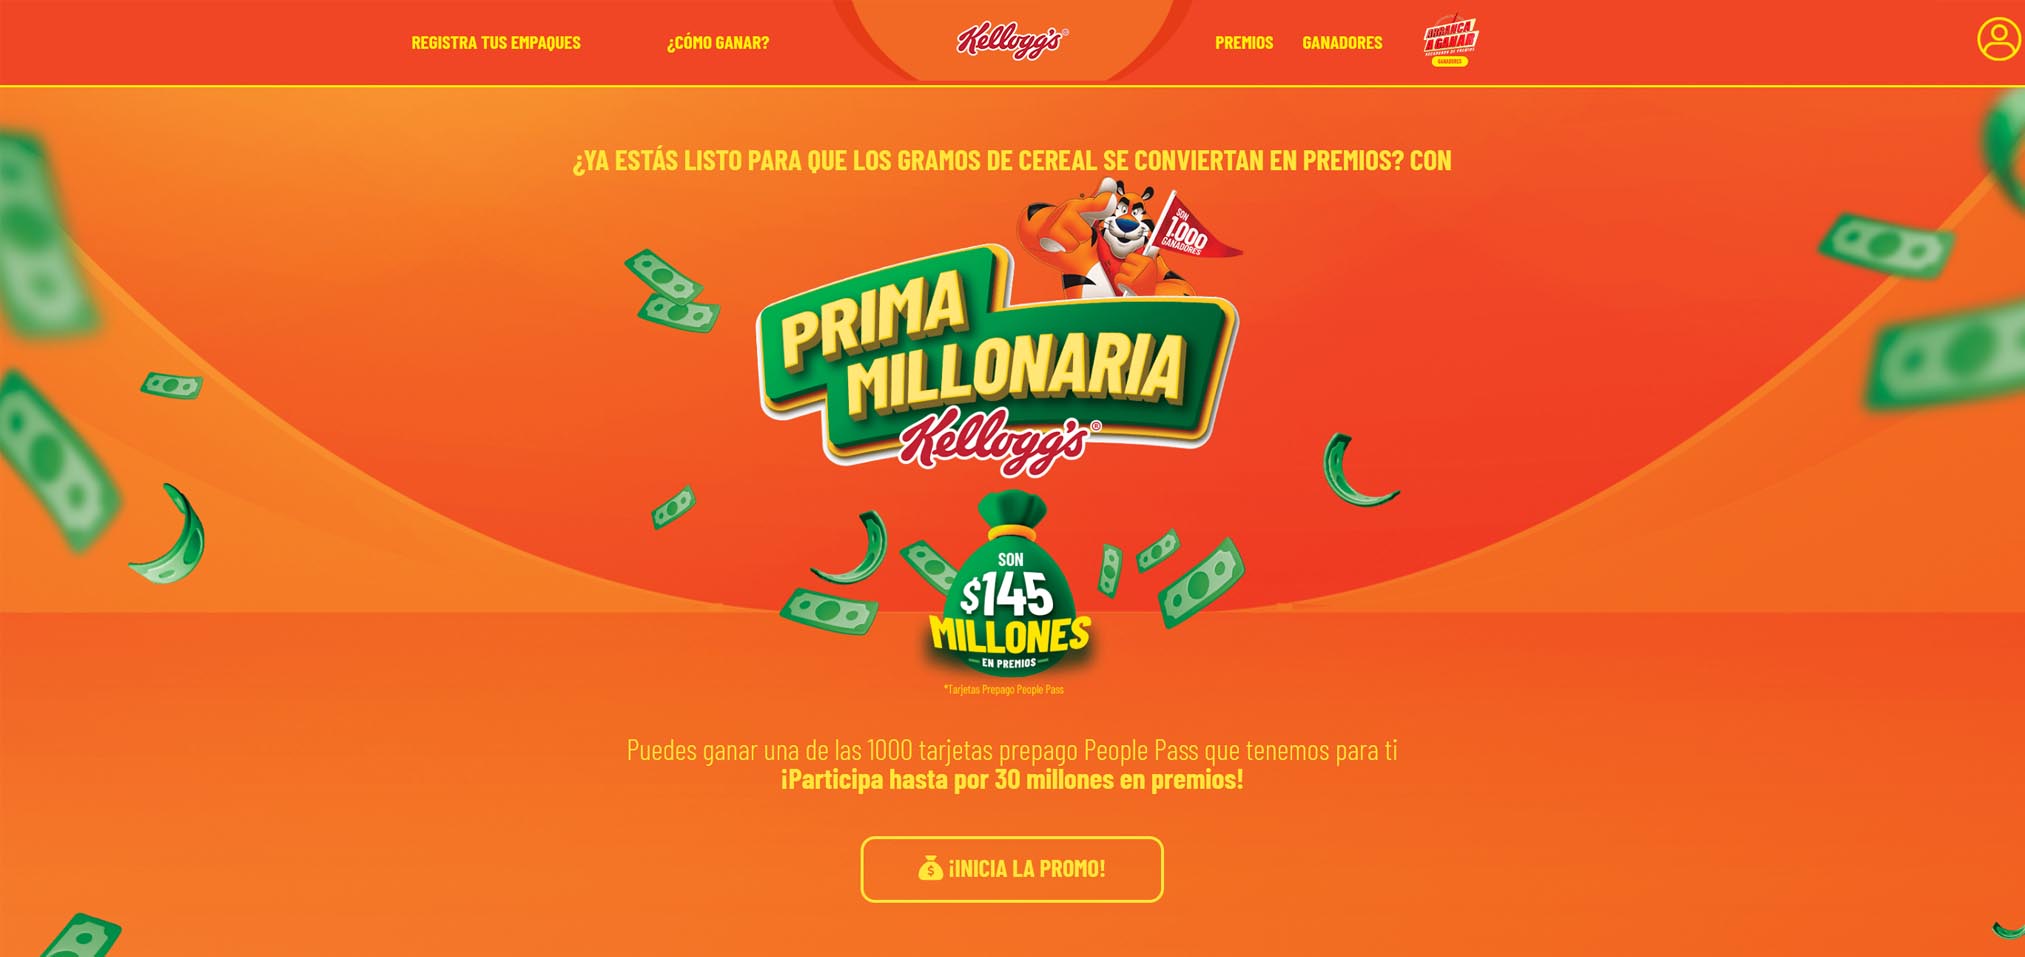 REGISTRA TUS EMPAQUES
¿CÓMO GANAR?
Kellogg's®
PREMIOS
GANADORES
ARRANCA
A GANAR
GANADORES
¿YA ESTÁS LISTO PARA QUE LOS GRAMOS DE CEREAL SE CONVIERTAN EN PREMIOS? CON
SON
1.000
GANADORES
PRIMA
MILLONARIA
Kellogg's®
SON
$145
MILLONES
EN PREMIOS
*Tarjetas Prepago People Pass
Puedes ganar una de las 1000 tarjetas prepago People Pass que tenemos para ti
¡Participa hasta por 30 millones en premios!
$ ¡INICIA LA PROMO!